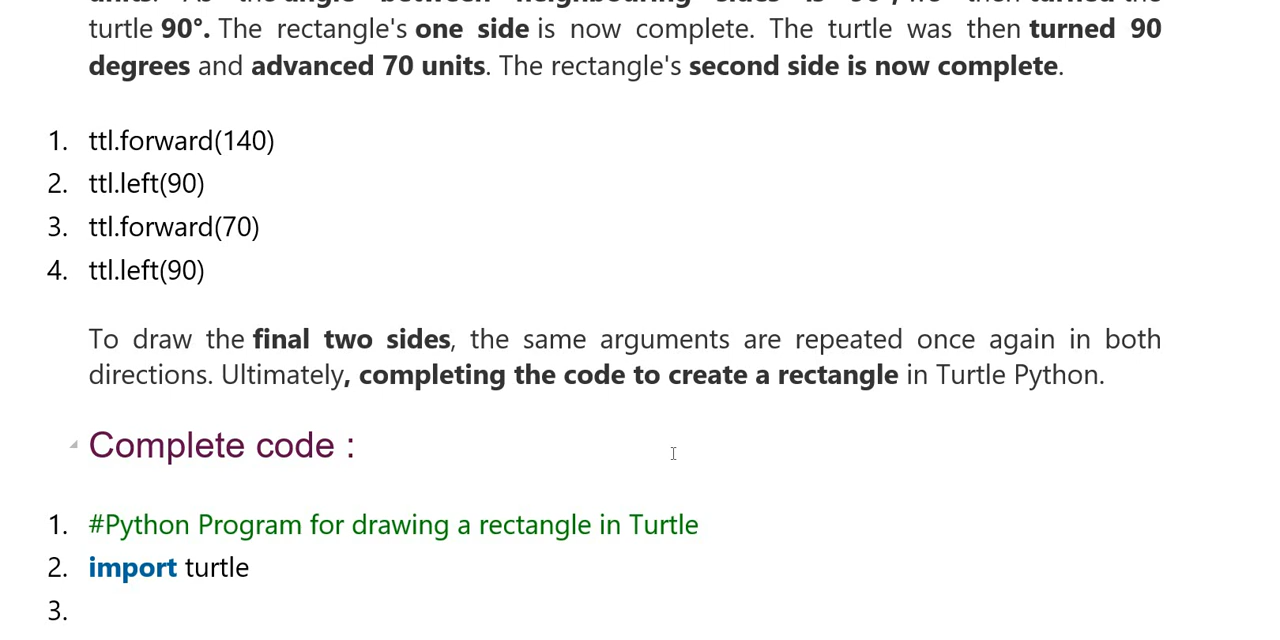 turtle 90°. The rectangle's one side is now complete. The turtle was then turned 90
degrees and advanced 70 units. The rectangle's second side is now complete.
1. ttl.forward(140)
2. ttl.left(90)
3. ttl.forward(70)
4. ttl.left(90)
To draw the final two sides, the same arguments are repeated once again in both
directions. Ultimately, completing the code to create a rectangle in Turtle Python.
Complete code :
1. #Python Program for drawing a rectangle in Turtle
2. import turtle
3.